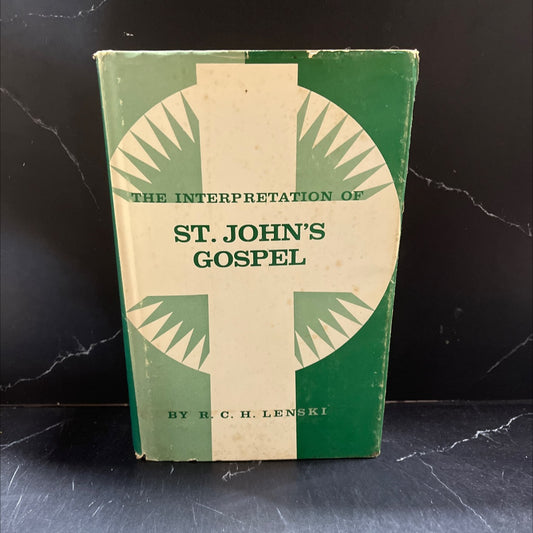 THE INTERPRETATION OF
ST. JOHN'S
GOSPEL
BY R. C. H. LENSKI